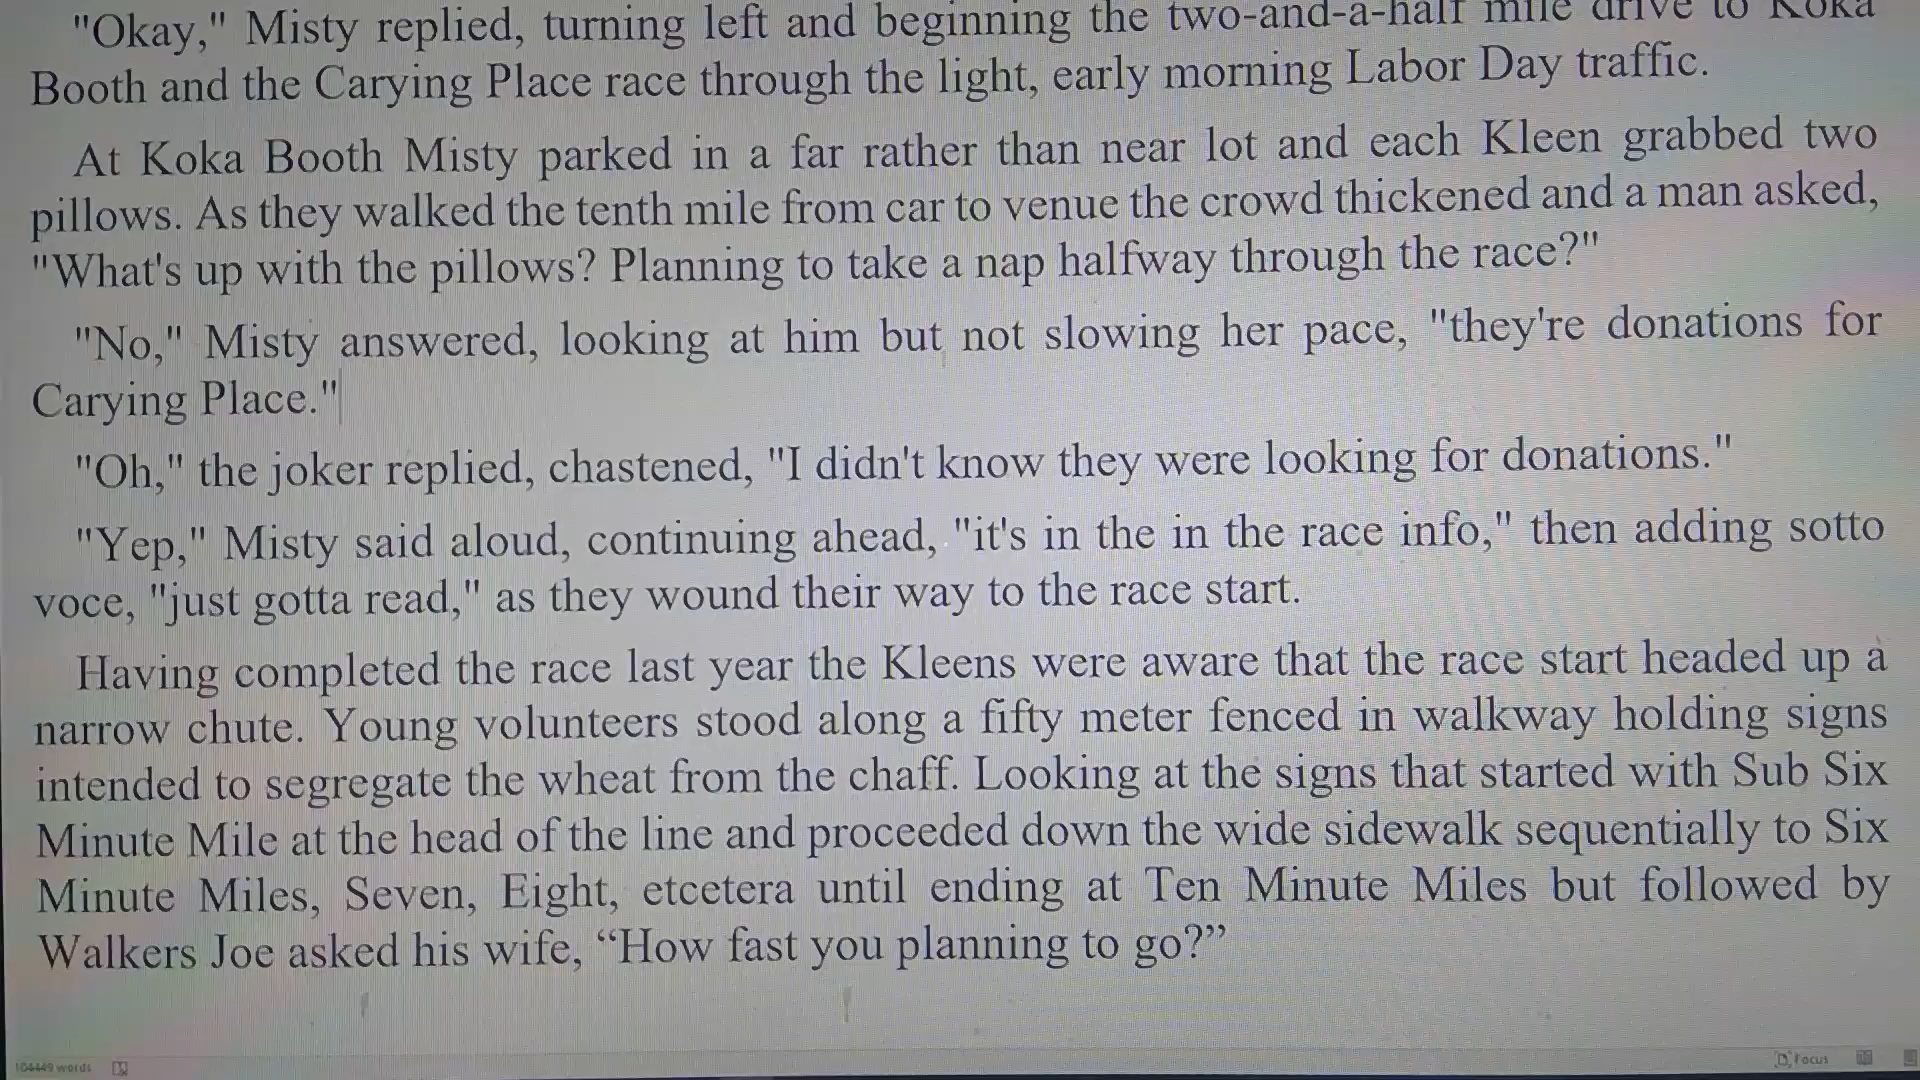 "Okay," Misty replied, turning left and beginning the two-and-a-half mile drive to Koka
Booth and the Carying Place race through the light, early morning Labor Day traffic.
At Koka Booth Misty parked in a far rather than near lot and each Kleen grabbed two
pillows. As they walked the tenth mile from car to venue the crowd thickened and a man asked,
"What's up with the pillows? Planning to take a nap halfway through the race?"
"No," Misty answered, looking at him but not slowing her pace, "they're donations for
Carying Place."
"Oh," the joker replied, chastened, "I didn't know they were looking for donations."
"Yep," Misty said aloud, continuing ahead, "it's in the in the race info," then adding sotto
voce, "just gotta read," as they wound their way to the race start.
Having completed the race last year the Kleens were aware that the race start headed up a
narrow chute. Young volunteers stood along a fifty meter fenced in walkway holding signs
intended to segregate the wheat from the chaff. Looking at the signs that started with Sub Six
Minute Mile at the head of the line and proceeded down the wide sidewalk sequentially to Six
Minute Miles, Seven, Eight, etcetera until ending at Ten Minute Miles but followed by
Walkers Joe asked his wife, “How fast you planning to go?”
104449 words
Focus